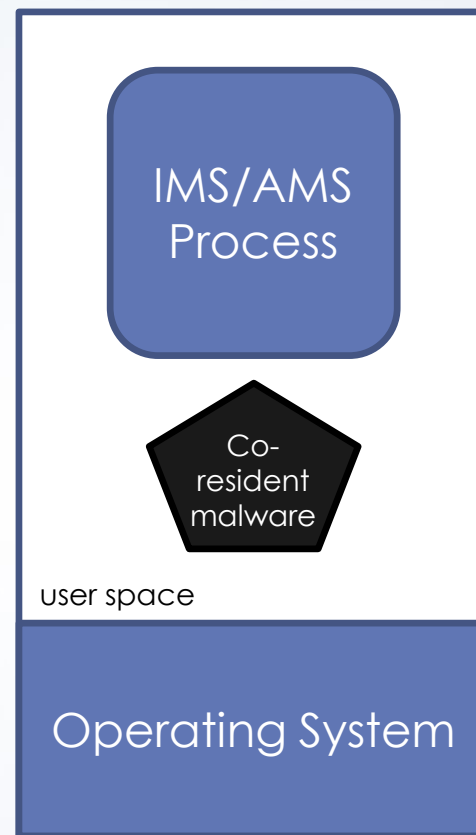 IMS/AMS
Process
Co-
resident
malware
user space
Operating System